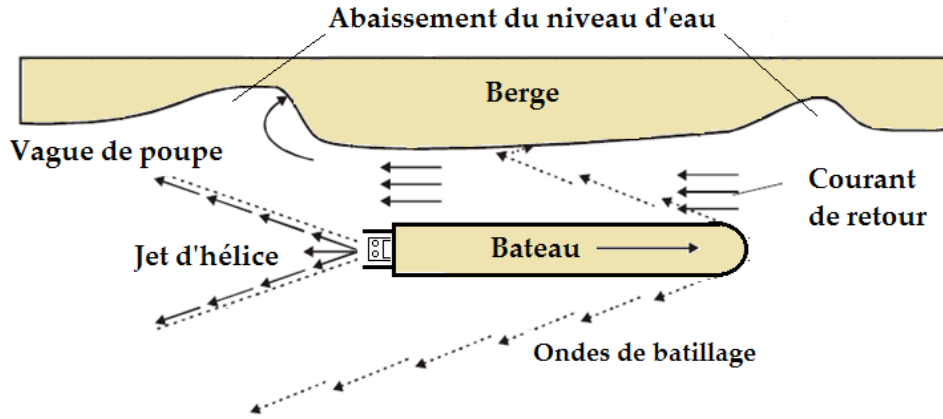 Abaissement du niveau d'eau
Berge
Vague de poupe
Courant
de retour
Bateau
Jet d'hélice
Ondes de batillage